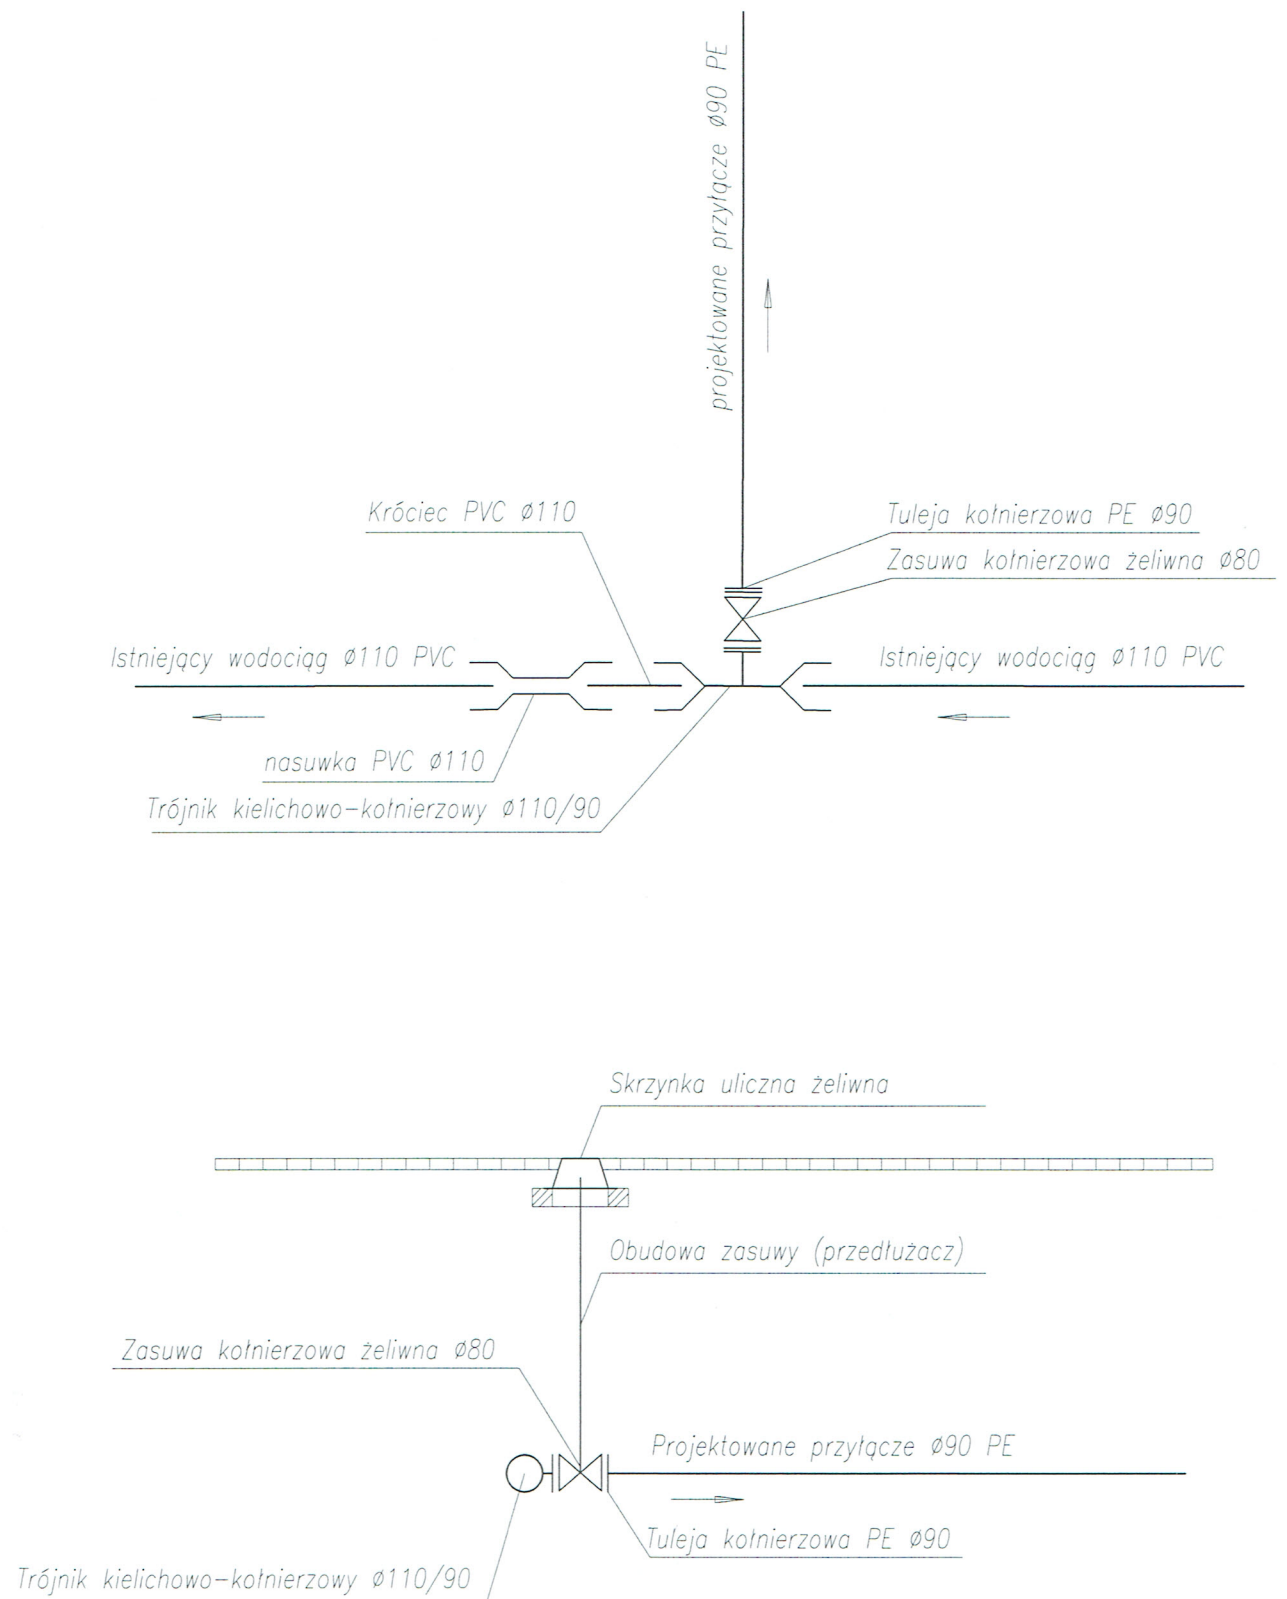 projektowane przyłącze ø90 PE
Króciec PVC ø110
Tuleja kołnierzowa PE ø90
Zasuwa kołnierzowa żeliwna ø80
Istniejący wodociąg ø110 PVC
Istniejący wodociąg ø110 PVC
nasuwka PVC ø110
Trójnik kielichowo-kołnierzowy ø110/90
Skrzynka uliczna żeliwna
Obudowa zasuwy (przedłużacz)
Zasuwa kołnierzowa żeliwna ø80
Projektowane przyłącze ø90 PE
Tuleja kołnierzowa PE ø90
Trójnik kielichowo-kołnierzowy ø110/90